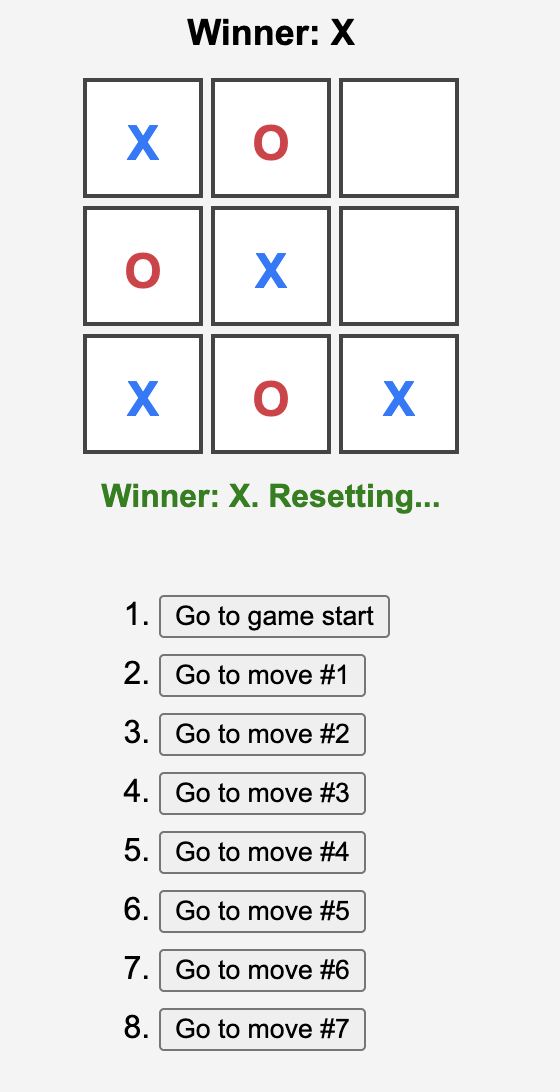 Winner: X
X O
O X
X O X
Winner: X. Resetting...
1. Go to game start
2. Go to move #1
3. Go to move #2
4. Go to move #3
5. Go to move #4
6. Go to move #5
7. Go to move #6
8. Go to move #7